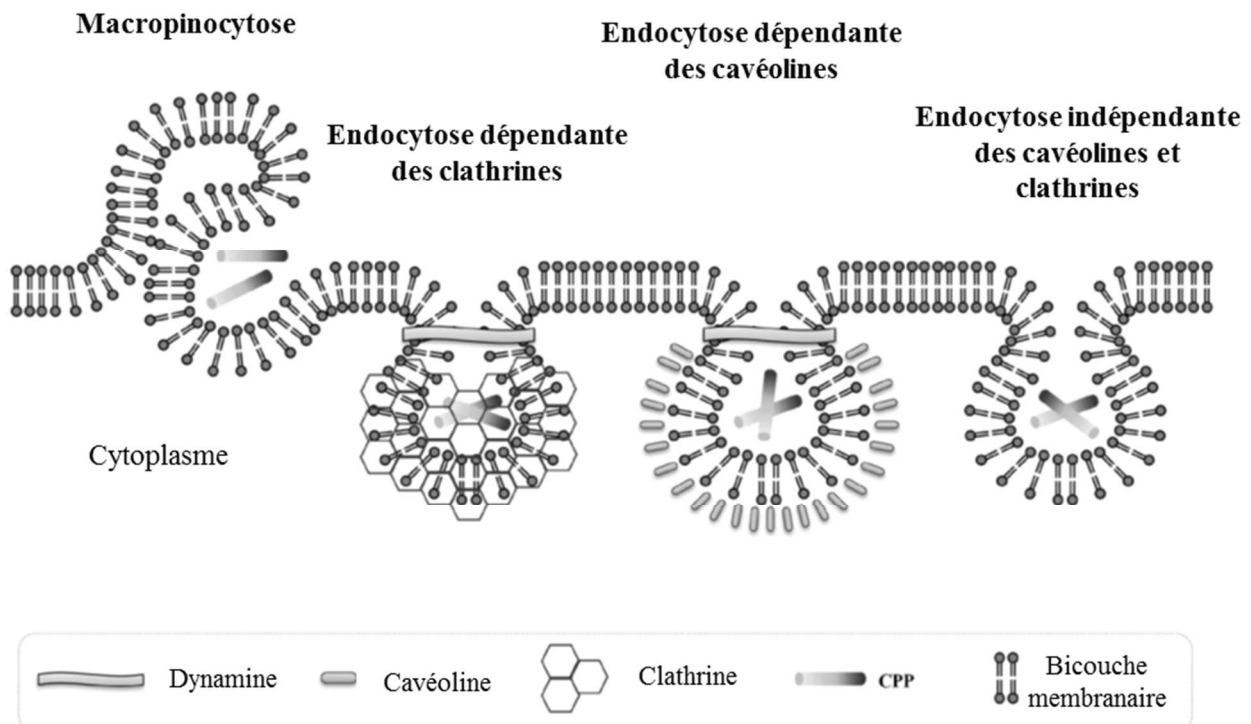 Macropinocytose
Endocytose dépendante
des cavéolines
Endocytose dépendante
des clathrines
Endocytose indépendante
des cavéolines et
clathrines
Cytoplasme
Dynamine
Cavéoline
Clathrine
CPP
Bicouche
membranaire